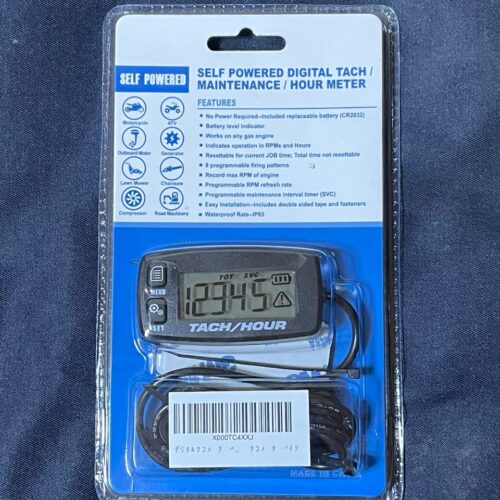 SELF POWERED
SELF POWERED DIGITAL TACH /
MAINTENANCE / HOUR METER
FEATURES
No Power Required–Included replaceable battery (CR2032)
Battery level indicator
Works on any gas engine
Indicates operation in RPMs and Hours
Resettable for current JOB time; Total time not resettable
8 programmable firing patterns
Record max RPM of engine
Programmable RPM refresh rate
Programmable maintenance interval timer (SVC)
Easy Installation–includes double sided tape and fasteners
Waterproof Rate–IP65
Motorcycle
ATV
Outboard Motor
Generator
Lawn Mower
Chainsaw
Compressor
Road Machinery
TOT SVC
12345
MENU
SET
TACH/HOUR
X000TC4XXJ
MADE IN